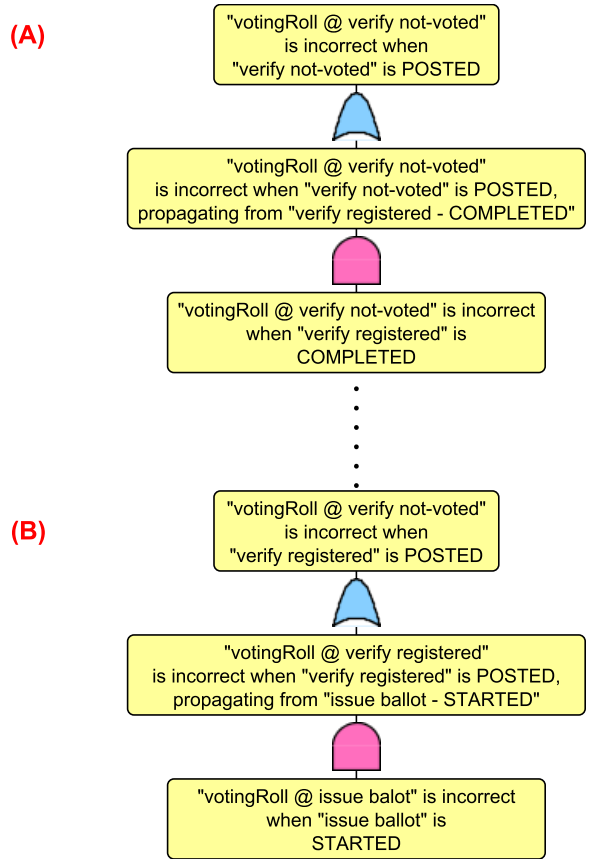 (A)
"votingRoll @ verify not-voted"
is incorrect when
"verify not-voted" is POSTED
"votingRoll @ verify not-voted"
is incorrect when "verify not-voted" is POSTED,
propagating from "verify registered - COMPLETED"
"votingRoll @ verify not-voted" is incorrect
when "verify registered" is
COMPLETED
(B)
"votingRoll @ verify not-voted"
is incorrect when
"verify registered" is POSTED
"votingRoll @ verify registered"
is incorrect when "verify registered" is POSTED,
propagating from "issue ballot - STARTED"
"votingRoll @ issue balot" is incorrect
when "issue ballot" is
STARTED